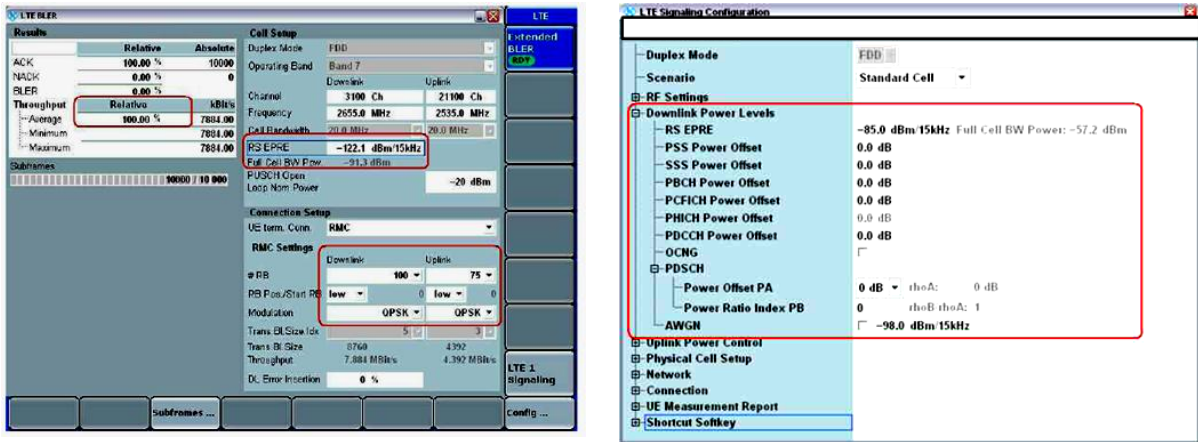 LTE BLER
LTE
Results
Cell Setup
Extended BLER
RDY
Relative Absolute
Duplex Mode FDD
ACK 100.00 % 10000
Operating Band Band 7
NACK 0.00 % 0
Downlink Uplink
BLER 0.00 %
Channel 3100 Ch 21100 Ch
Throughput Relative kBit/s
Frequency 2655.0 MHz 2535.0 MHz
Average 100.00 % 7884.00
Cell Bandwidth 20.0 MHz 20.0 MHz
Minimum 7884.00
RS EPRE -122.1 dBm/15kHz
Maximum 7884.00
Full Cell BW Pow. -91.3 dBm
Subframes
10000 / 10 000
PUSCH Open
Loop Nom Power -20 dBm
Connection Setup
UE term. Conn. RMC
RMC Settings
Downlink Uplink
# RB 100 75
RB Pos./Start RB low 0 low 0
Modulation QPSK QPSK
Trans Bl.Size Idx 5 3
Trans Bl. Size 8760 4392
Throughput 7.884 MBit/s 4.392 MBit/s
DL Error Insertion 0 %
LTE 1
Signaling
Subframes ...
Config ...
LTE Signaling Configuration
Duplex Mode FDD
Scenario Standard Cell
RF Settings
Downlink Power Levels
RS EPRE -85.0 dBm/15kHz Full Cell BW Power: -57.2 dBm
PSS Power Offset 0.0 dB
SSS Power Offset 0.0 dB
PBCH Power Offset 0.0 dB
PCFICH Power Offset 0.0 dB
PHICH Power Offset 0.0 dB
PDCCH Power Offset 0.0 dB
OCNG
PDSCH
Power Offset PA 0 dB rhoA: 0 dB
Power Ratio Index PB 0 rhoB/rhoA: 1
AWGN -98.0 dBm/15kHz
Uplink Power Control
Physical Cell Setup
Network
Connection
UE Measurement Report
Shortcut Softkey